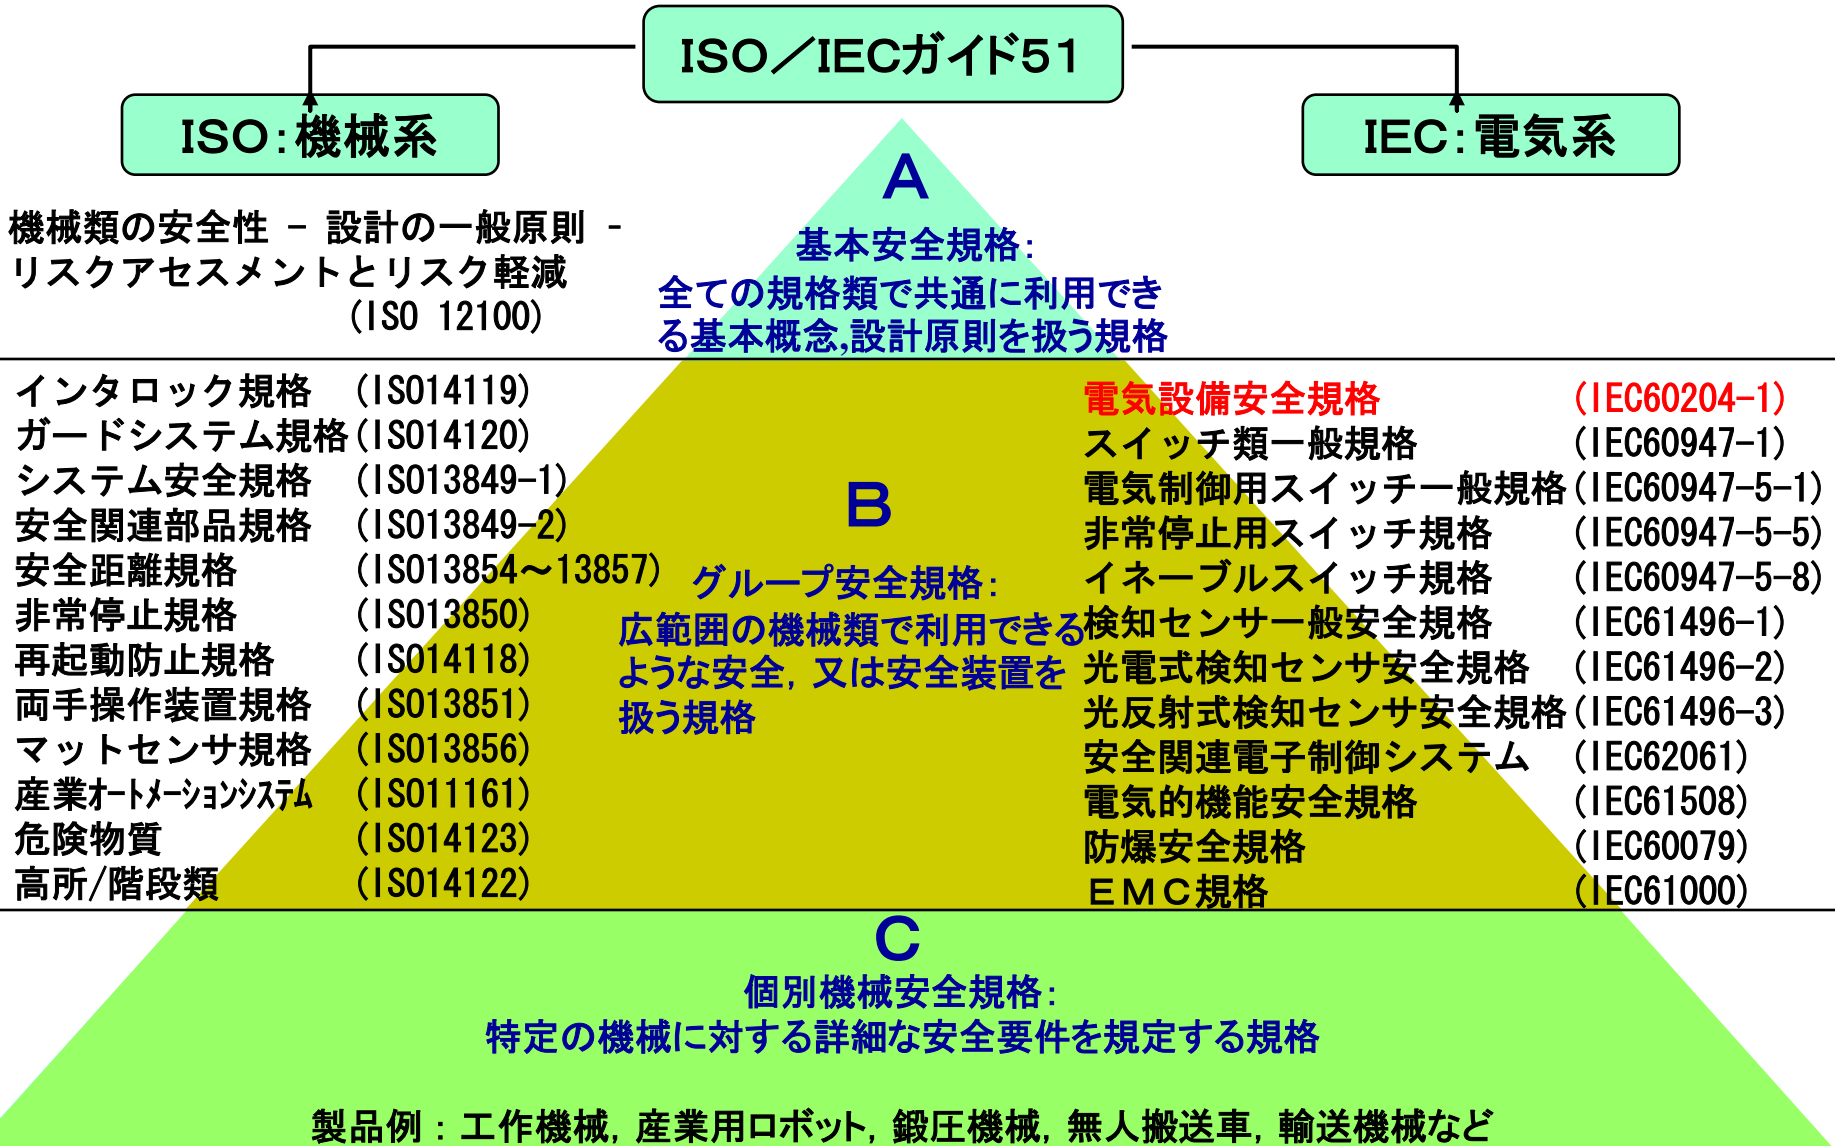 ISO／IECガイド51
ISO：機械系
IEC：電気系
機械類の安全性 － 設計の一般原則 －
リスクアセスメントとリスク軽減
(ISO 12100)
A
基本安全規格：
全ての規格類で共通に利用でき
る基本概念,設計原則を扱う規格
インタロック規格 (ISO14119)
ガードシステム規格(ISO14120)
システム安全規格 (ISO13849-1)
安全関連部品規格 (ISO13849-2)
安全距離規格 (ISO13854～13857)
非常停止規格 (ISO13850)
再起動防止規格 (ISO14118)
両手操作装置規格 (ISO13851)
マットセンサ規格 (ISO13856)
産業ｵｰﾄﾒｰｼｮﾝｼｽﾃﾑ (ISO11161)
危険物質 (ISO14123)
高所/階段類 (ISO14122)
B
グループ安全規格：
広範囲の機械類で利用できる
ような安全，又は安全装置を
扱う規格
電気設備安全規格 (IEC60204-1)
スイッチ類一般規格 (IEC60947-1)
電気制御用スイッチ一般規格(IEC60947-5-1)
非常停止用スイッチ規格 (IEC60947-5-5)
イネーブルスイッチ規格 (IEC60947-5-8)
検知センサ一般安全規格 (IEC61496-1)
光電式検知センサ安全規格 (IEC61496-2)
光反射式検知センサ安全規格(IEC61496-3)
安全関連電子制御システム (IEC62061)
電気的機能安全規格 (IEC61508)
防爆安全規格 (IEC60079)
ＥＭＣ規格 (IEC61000)
C
個別機械安全規格：
特定の機械に対する詳細な安全要件を規定する規格
製品例：工作機械，産業用ロボット，鍛圧機械，無人搬送車，輸送機械など